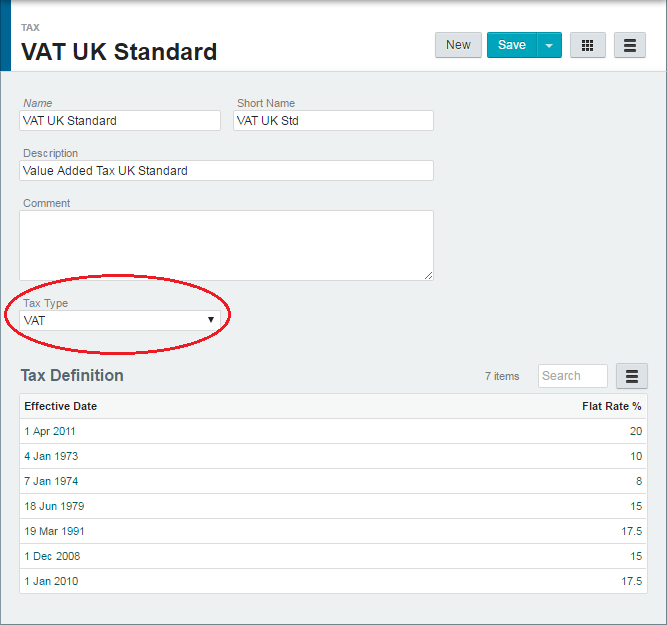 TAX
VAT UK Standard
New Save
Name Short Name
VAT UK Standard VAT UK Std
Description
Value Added Tax UK Standard
Comment
Tax Type
VAT
Tax Definition 7 items Search
Effective Date Flat Rate %
1 Apr 2011 20
4 Jan 1973 10
7 Jan 1974 8
18 Jun 1979 15
19 Mar 1991 17.5
1 Dec 2008 15
1 Jan 2010 17.5